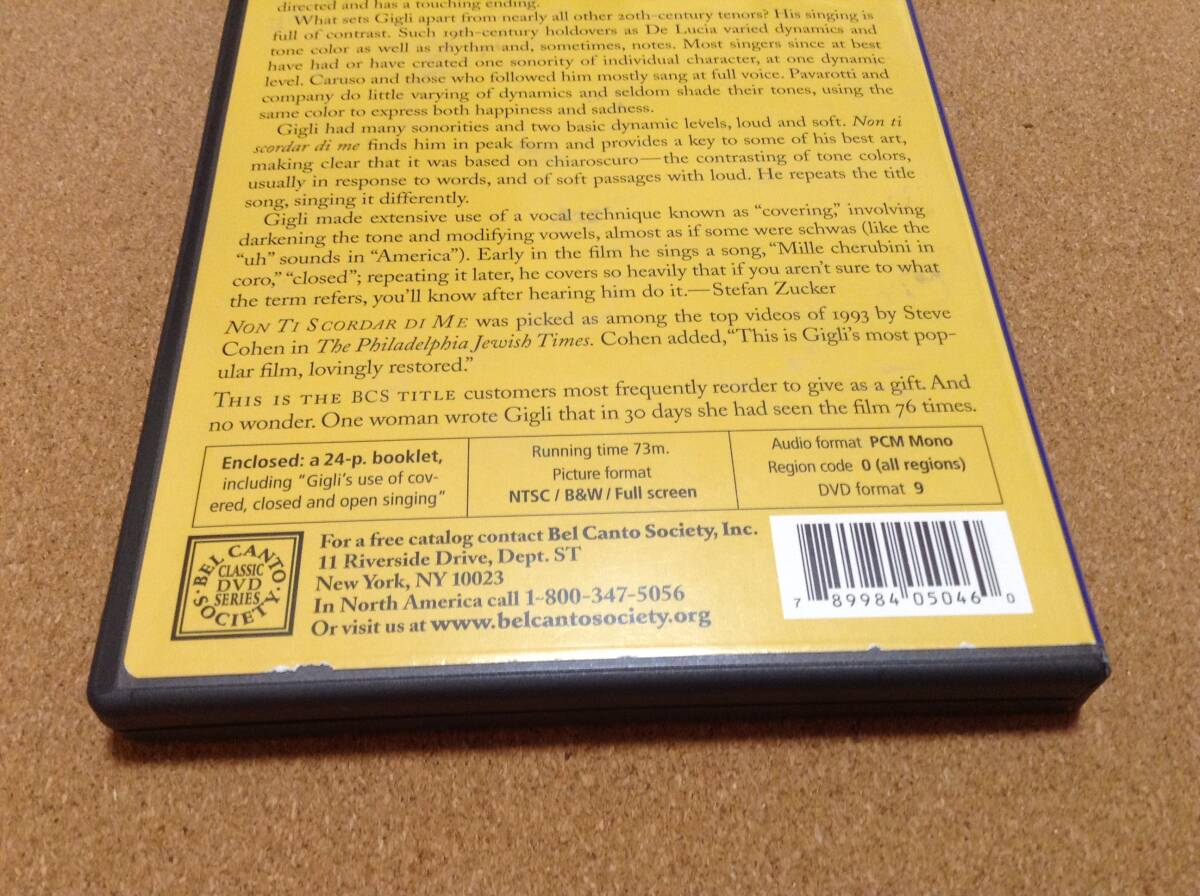 directed and has a touching ending.
What sets Gigli apart from nearly all other 20th-century tenors? His singing is
full of contrast. Such 19th-century holdovers as De Lucia varied dynamics and
tone color as well as rhythm and, sometimes, notes. Most singers since at best
have had or have created one sonority of individual character, at one dynamic
level. Caruso and those who followed him mostly sang at full voice. Pavarotti and
company do little varying of dynamics and seldom shade their tones, using the
same color to express both happiness and sadness.
Gigli had many sonorities and two basic dynamic levels, loud and soft. Non ti
scordar di me finds him in peak form and provides a key to some of his best art,
making clear that it was based on chiaroscuro—the contrasting of tone colors,
usually in response to words, and of soft passages with loud. He repeats the title
song, singing it differently.
Gigli made extensive use of a vocal technique known as “covering,” involving
darkening the tone and modifying vowels, almost as if some were schwas (like the
“uh” sounds in “America”). Early in the film he sings a song, “Mille cherubini in
coro,” “closed”; repeating it later, he covers so heavily that if you aren’t sure to what
the term refers, you’ll know after hearing him do it.—Stefan Zucker
NON TI SCORDAR DI ME was picked as among the top videos of 1993 by Steve
Cohen in The Philadelphia Jewish Times. Cohen added, “This is Gigli’s most pop-
ular film, lovingly restored.”
THIS IS THE BCS TITLE customers most frequently reorder to give as a gift. And
no wonder. One woman wrote Gigli that in 30 days she had seen the film 76 times.
Enclosed: a 24-p. booklet,
including “Gigli’s use of cov-
ered, closed and open singing”
Running time 73m.
Picture format
NTSC / B&W / Full screen
Audio format PCM Mono
Region code 0 (all regions)
DVD format 9
BEL CANTO SOCIETY
CLASSIC
DVD
SERIES
For a free catalog contact Bel Canto Society, Inc.
11 Riverside Drive, Dept. ST
New York, NY 10023
In North America call 1-800-347-5056
Or visit us at www.belcantosociety.org
7 89984 05046 0